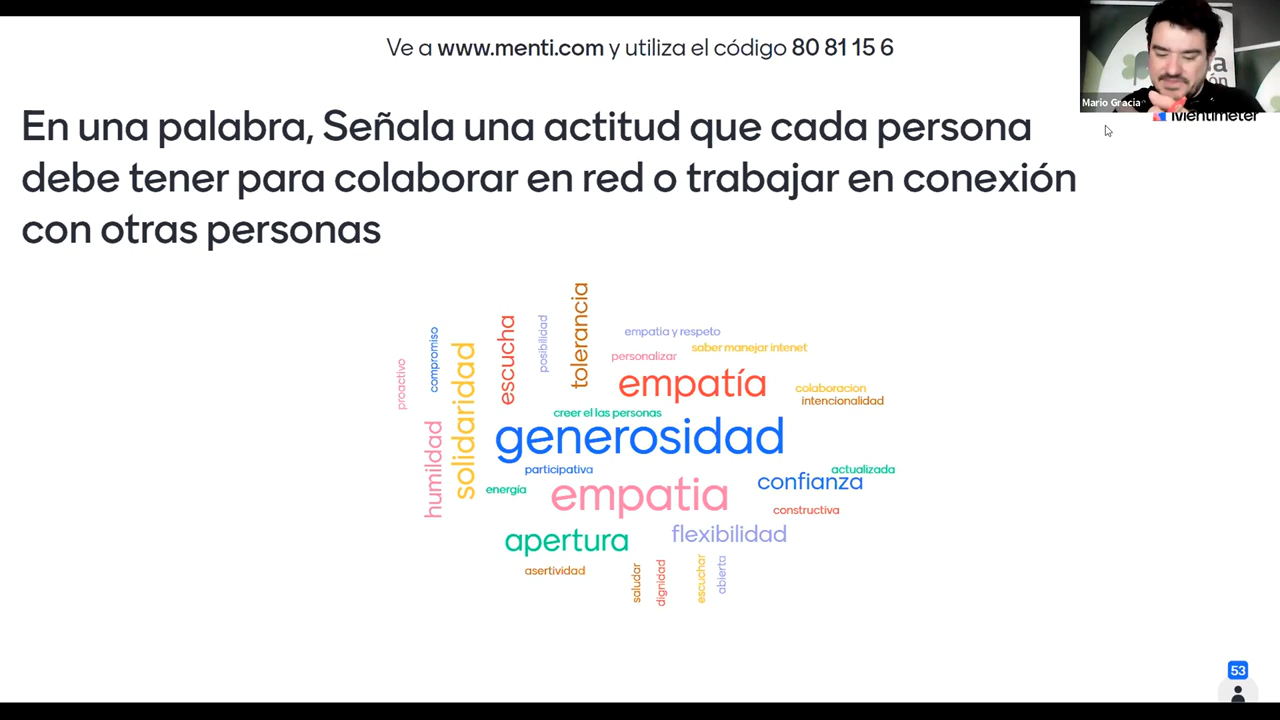 Ve a www.menti.com y utiliza el código 80 81 15 6
Mario Gracia
Mentimeter
En una palabra, Señala una actitud que cada persona
debe tener para colaborar en red o trabajar en conexión
con otras personas
tolerancia
posibilidad
escucha
compromiso
solidaridad
proactivo
empatia y respeto
saber manejar intenet
personalizar
empatía
colaboracion
intencionalidad
creer el las personas
generosidad
humildad
participativa
actualizada
confianza
energía
empatia
constructiva
flexibilidad
apertura
asertividad
saludar
dignidad
escuchar
abierta
53